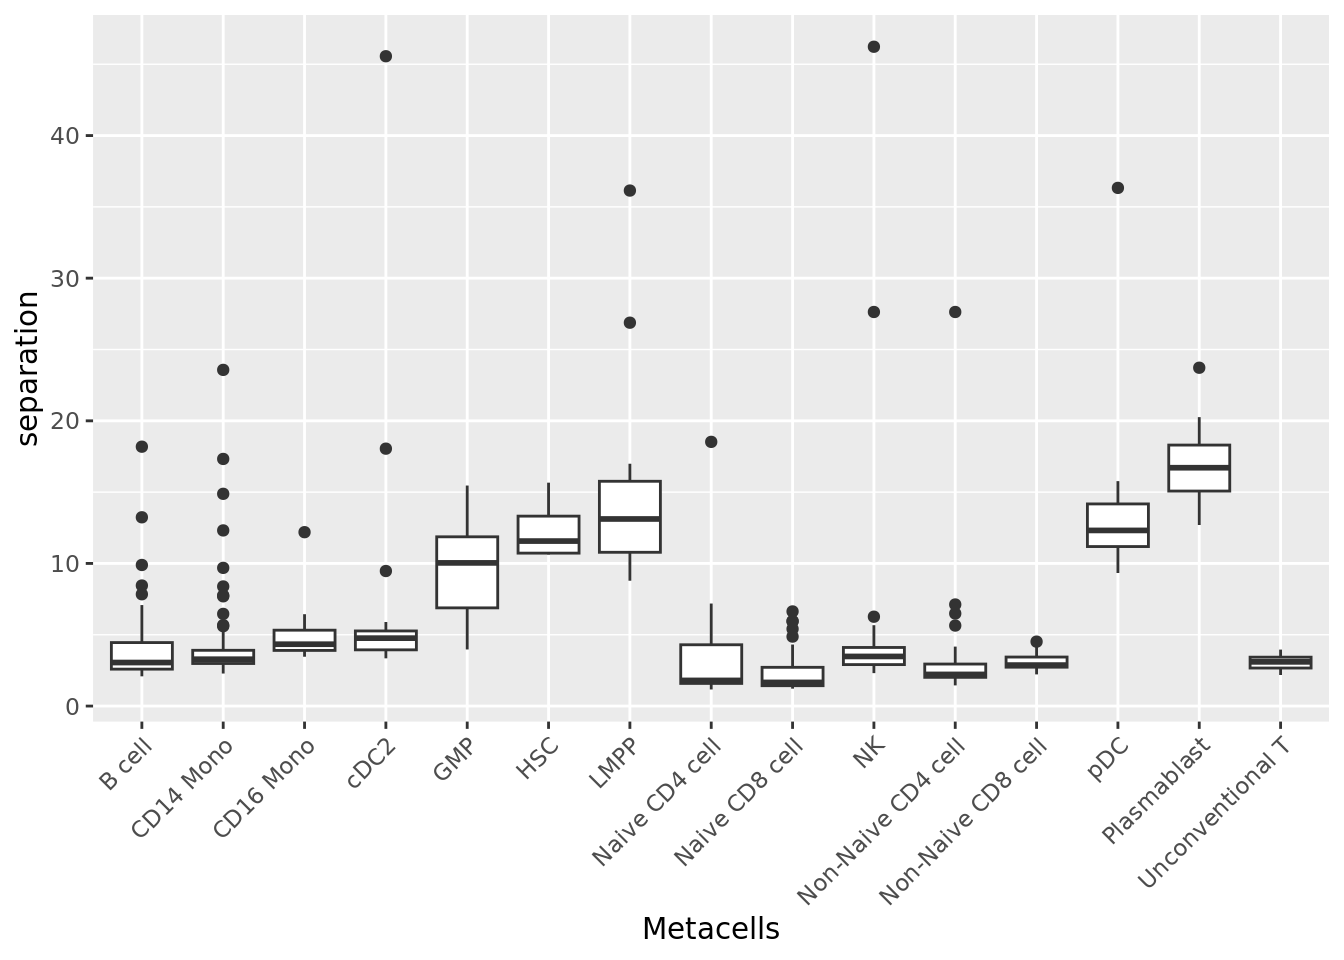 separation
40
30
20
10
0
B cell
CD14 Mono
CD16 Mono
cDC2
GMP
HSC
LMPP
Naive CD4 cell
Naive CD8 cell
NK
Non-Naive CD4 cell
Non-Naive CD8 cell
pDC
Plasmablast
Unconventional T
Metacells